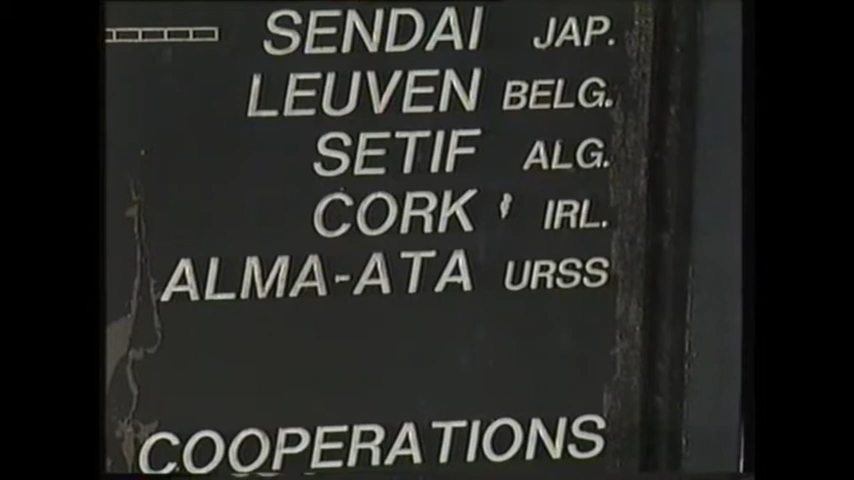 SENDAI JAP.
LEUVEN BELG.
SETIF ALG.
CORK IRL.
ALMA-ATA URSS
COOPERATIONS